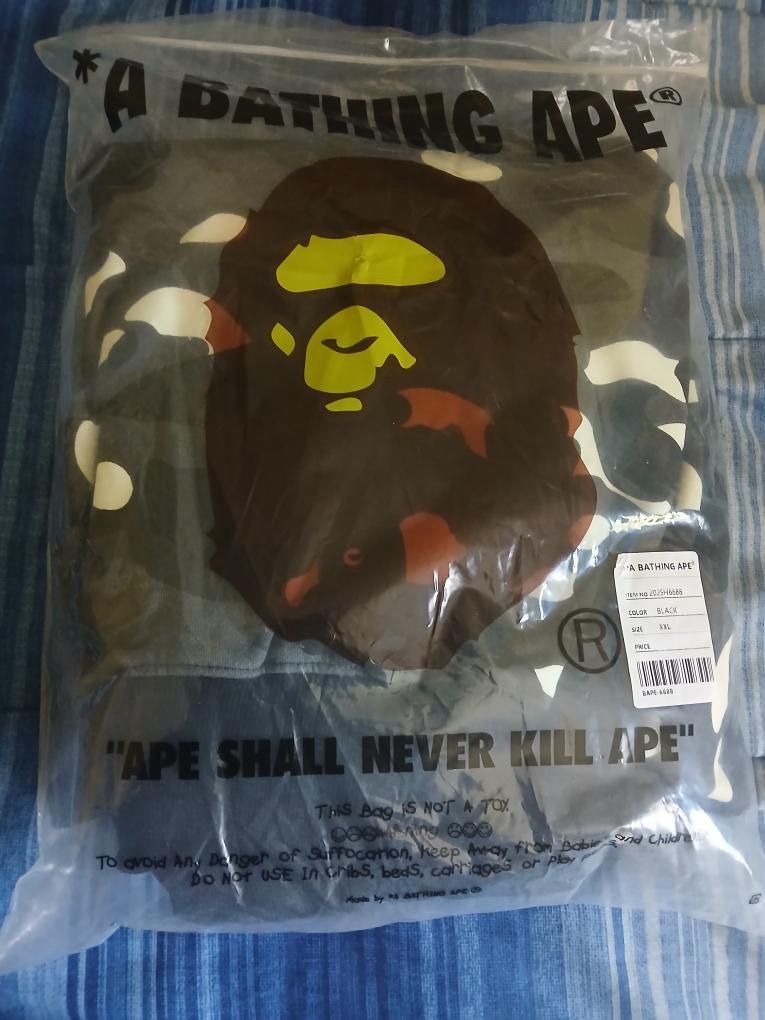 *A BATHING APE®
*A BATHING APE®
ITEM NO 2025H6688
COLOR BLACK
SIZE XXL
PRICE
BAPE-6688
®
"APE SHALL NEVER KILL APE"
This Bag is NOT A TOY.
Warning
To avoid Any Danger of Suffocation, Keep Away from Babies and Children
DO NOT USE In Cribs, beds, carriages or Play
Made by *A BATHING APE®